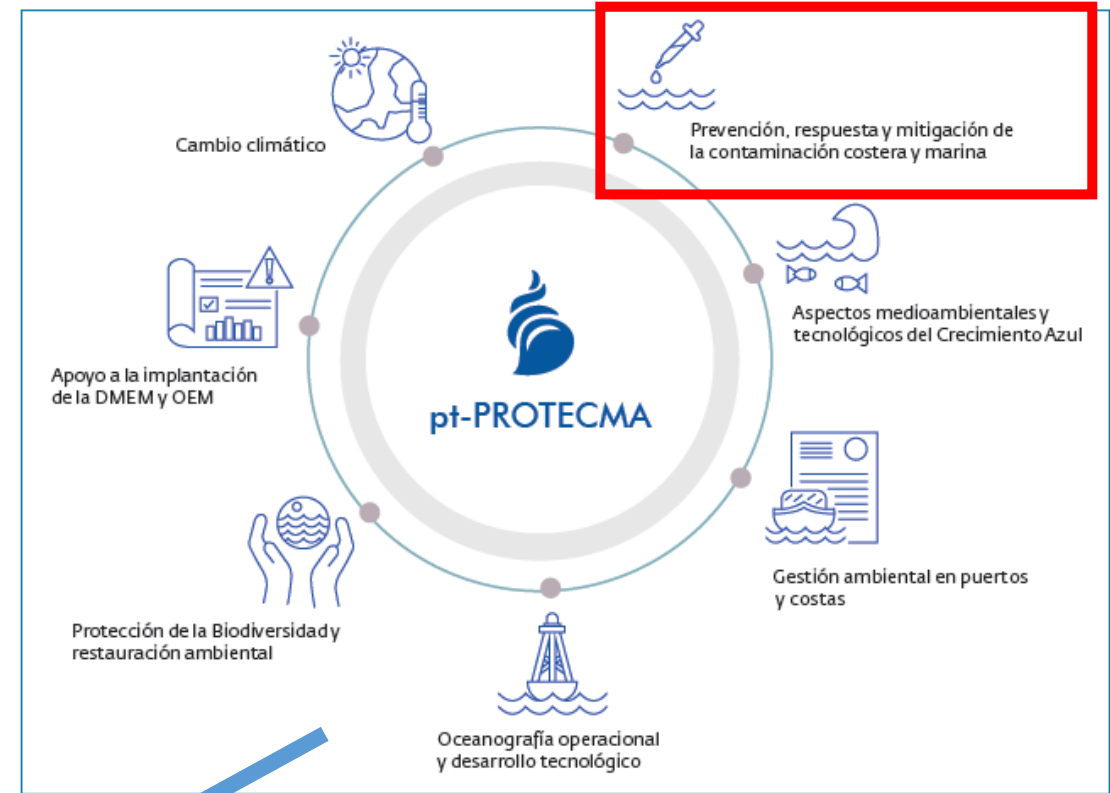 Cambio climático
Prevención, respuesta y mitigación de
la contaminación costera y marina
Aspectos medioambientales y
tecnológicos del Crecimiento Azul
Apoyo a la implantación
de la DMEM y OEM
pt-PROTECMA
Gestión ambiental en puertos
y costas
Protección de la Biodiversidad y
restauración ambiental
Oceanografía operacional
y desarrollo tecnológico